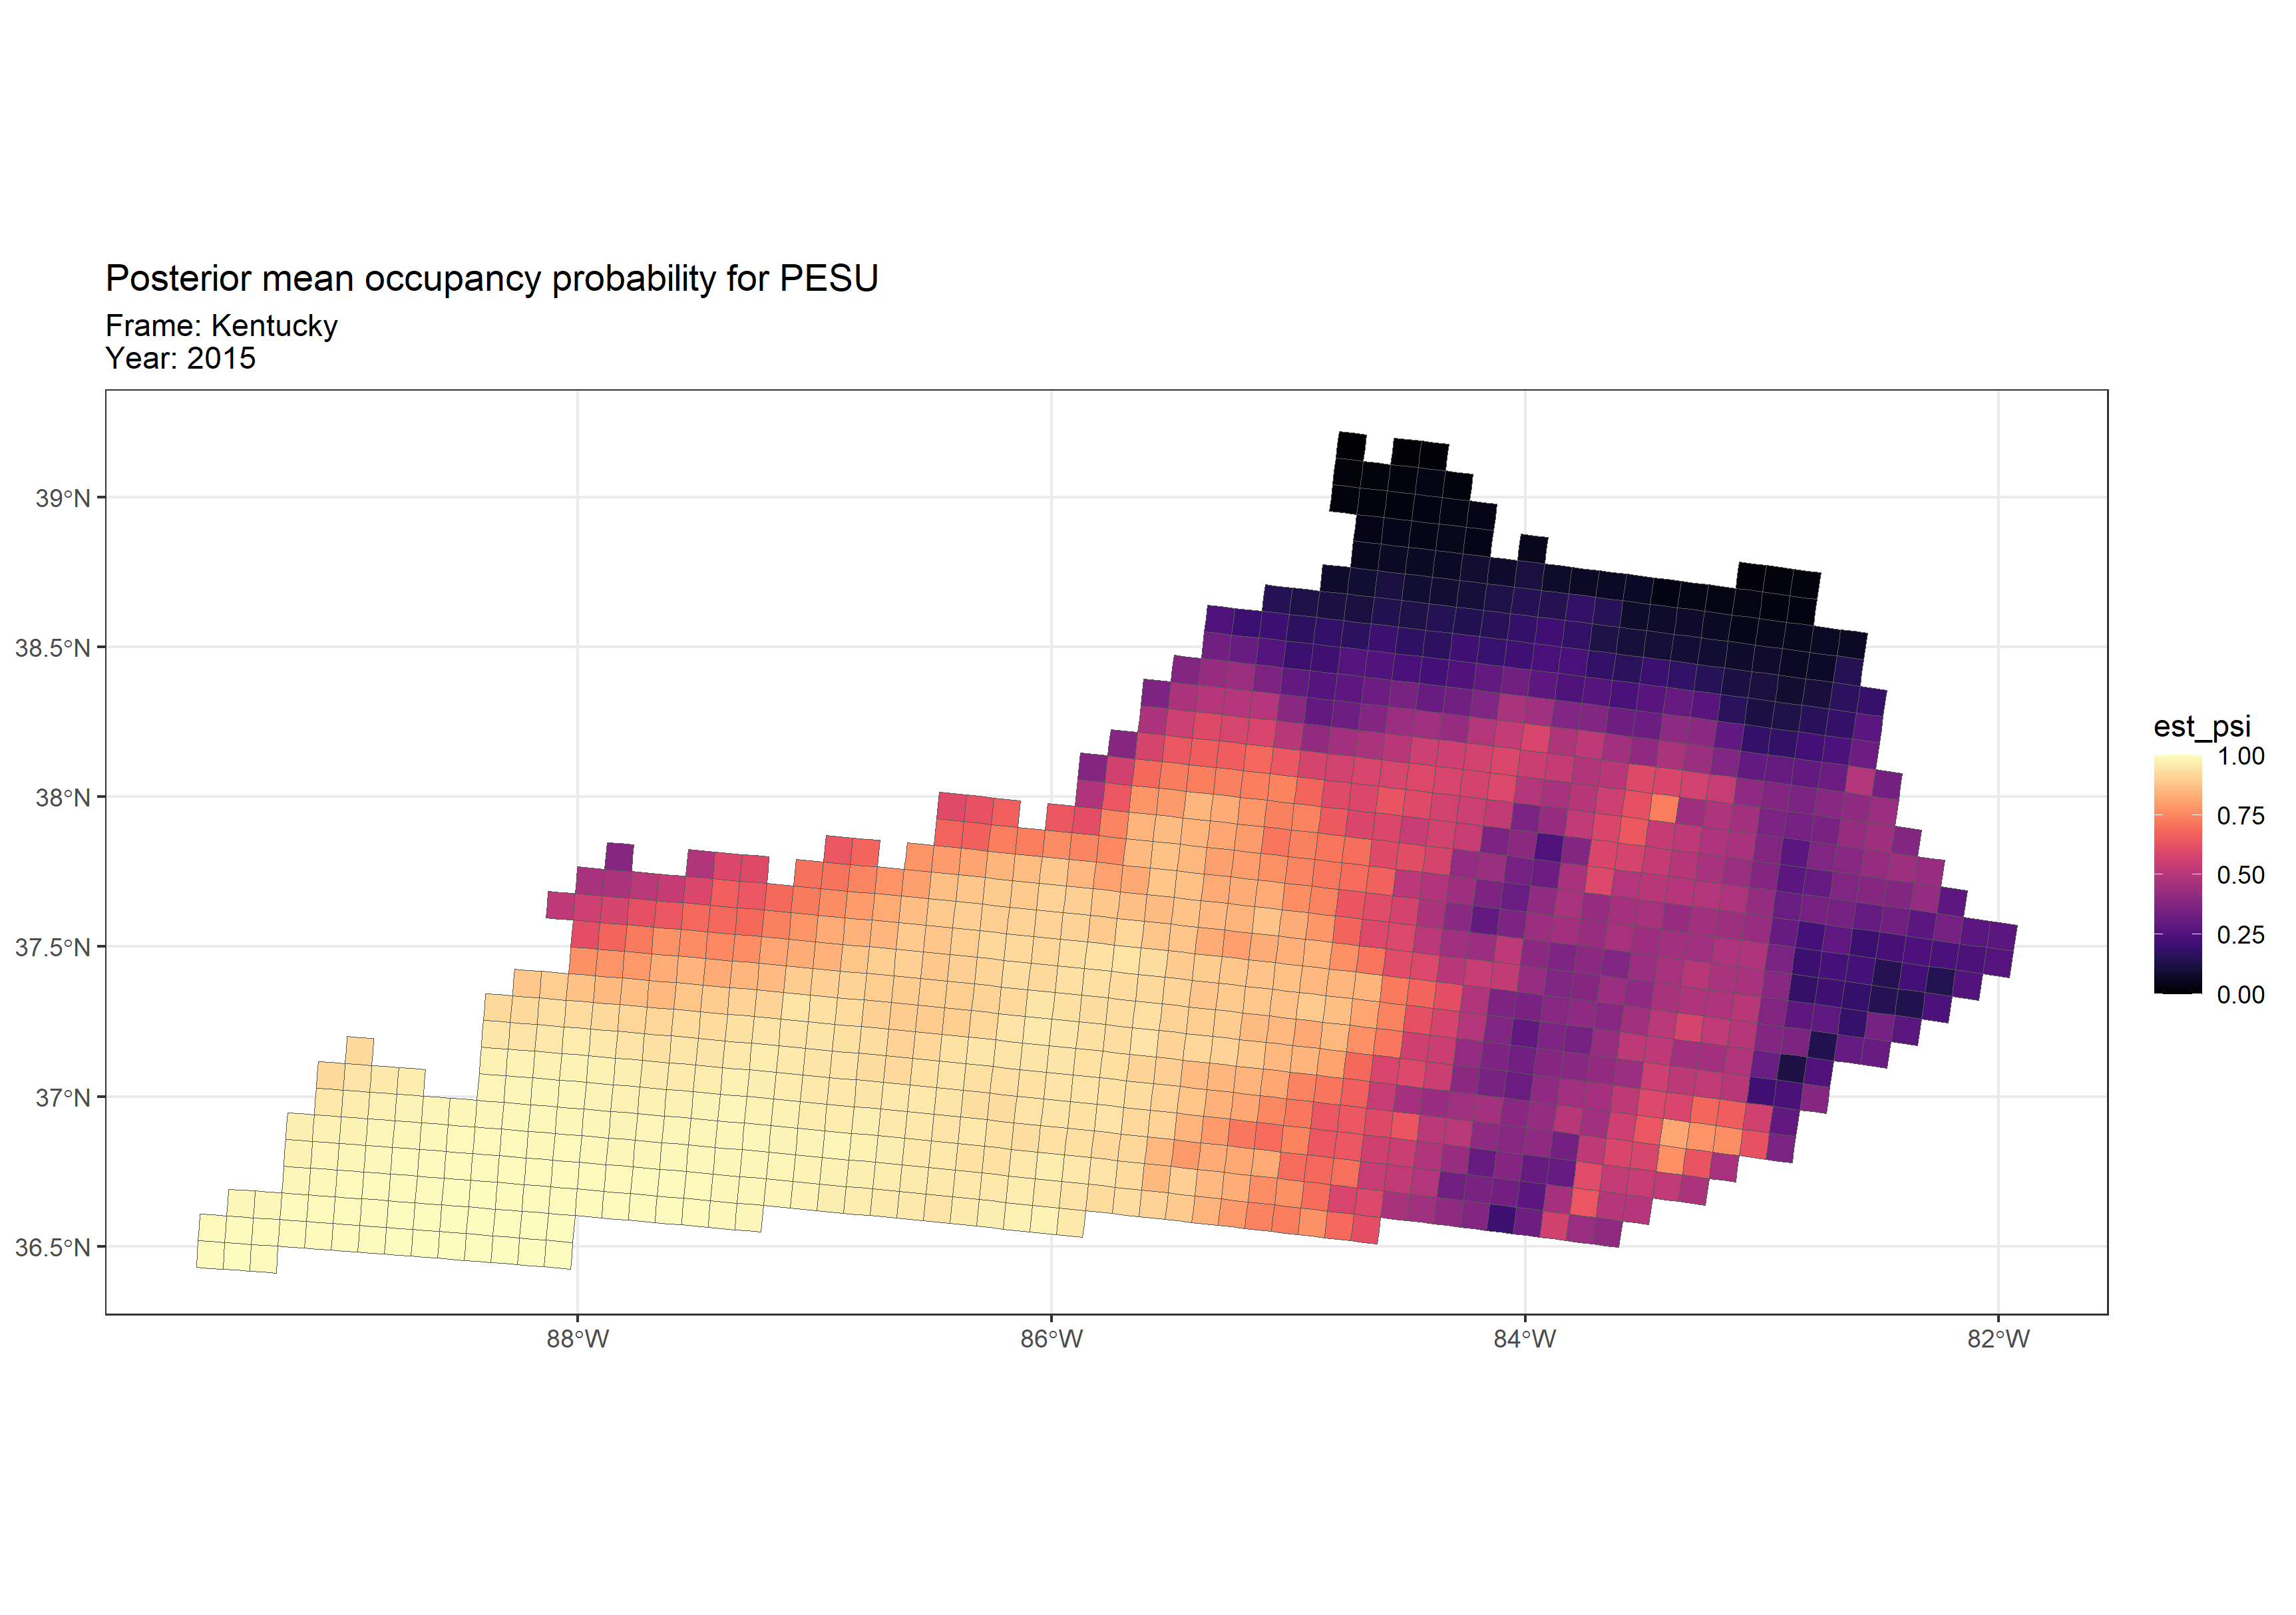 Posterior mean occupancy probability for PESU
Frame: Kentucky
Year: 2015
39°N
38.5°N
38°N
37.5°N
37°N
36.5°N
88°W
86°W
84°W
82°W
est_psi
1.00
0.75
0.50
0.25
0.00